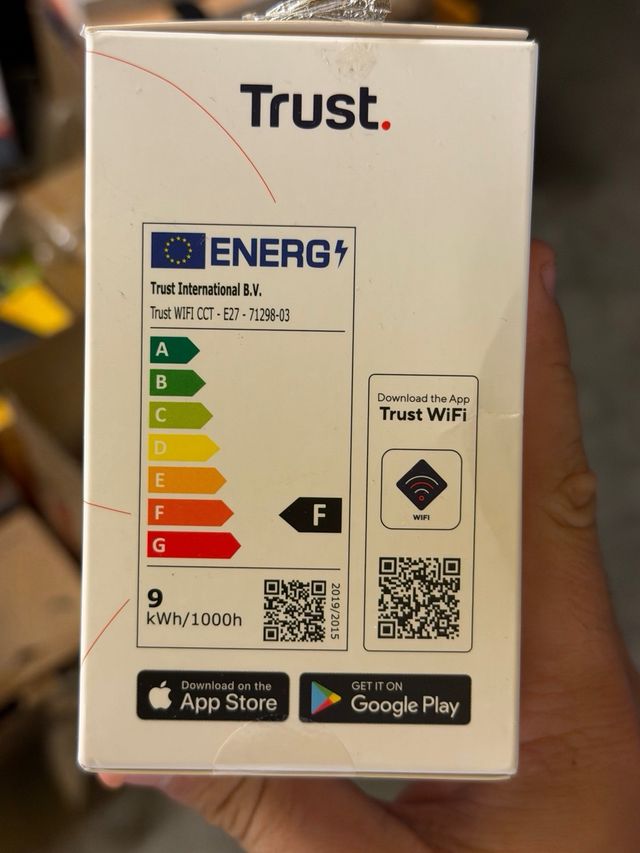 Trust.
ENERG
Trust International B.V.
Trust WIFI CCT - E27 - 71298-03
A
B
C
D
E
F
F
G
9
kWh/1000h
2019/2015
Download the App
Trust WiFi
WIFI
Download on the
App Store
GET IT ON
Google Play